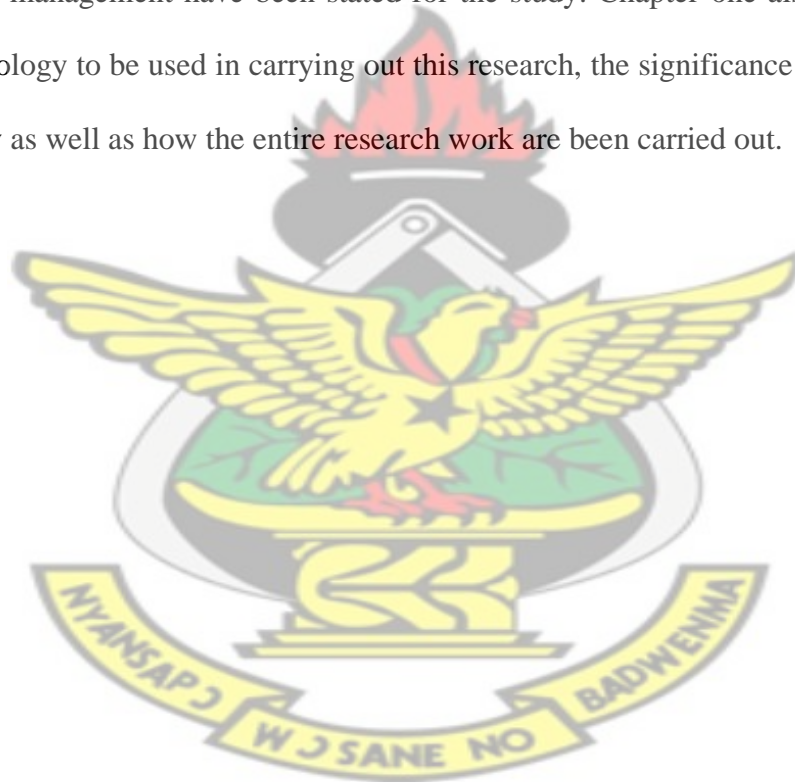 management have been stated for the study. Chapter one
ology to be used in carrying out this research, the significance
as well as how the entire research work are been carried out.
NYANSAPƆ WƆSANE NO BADWENMA